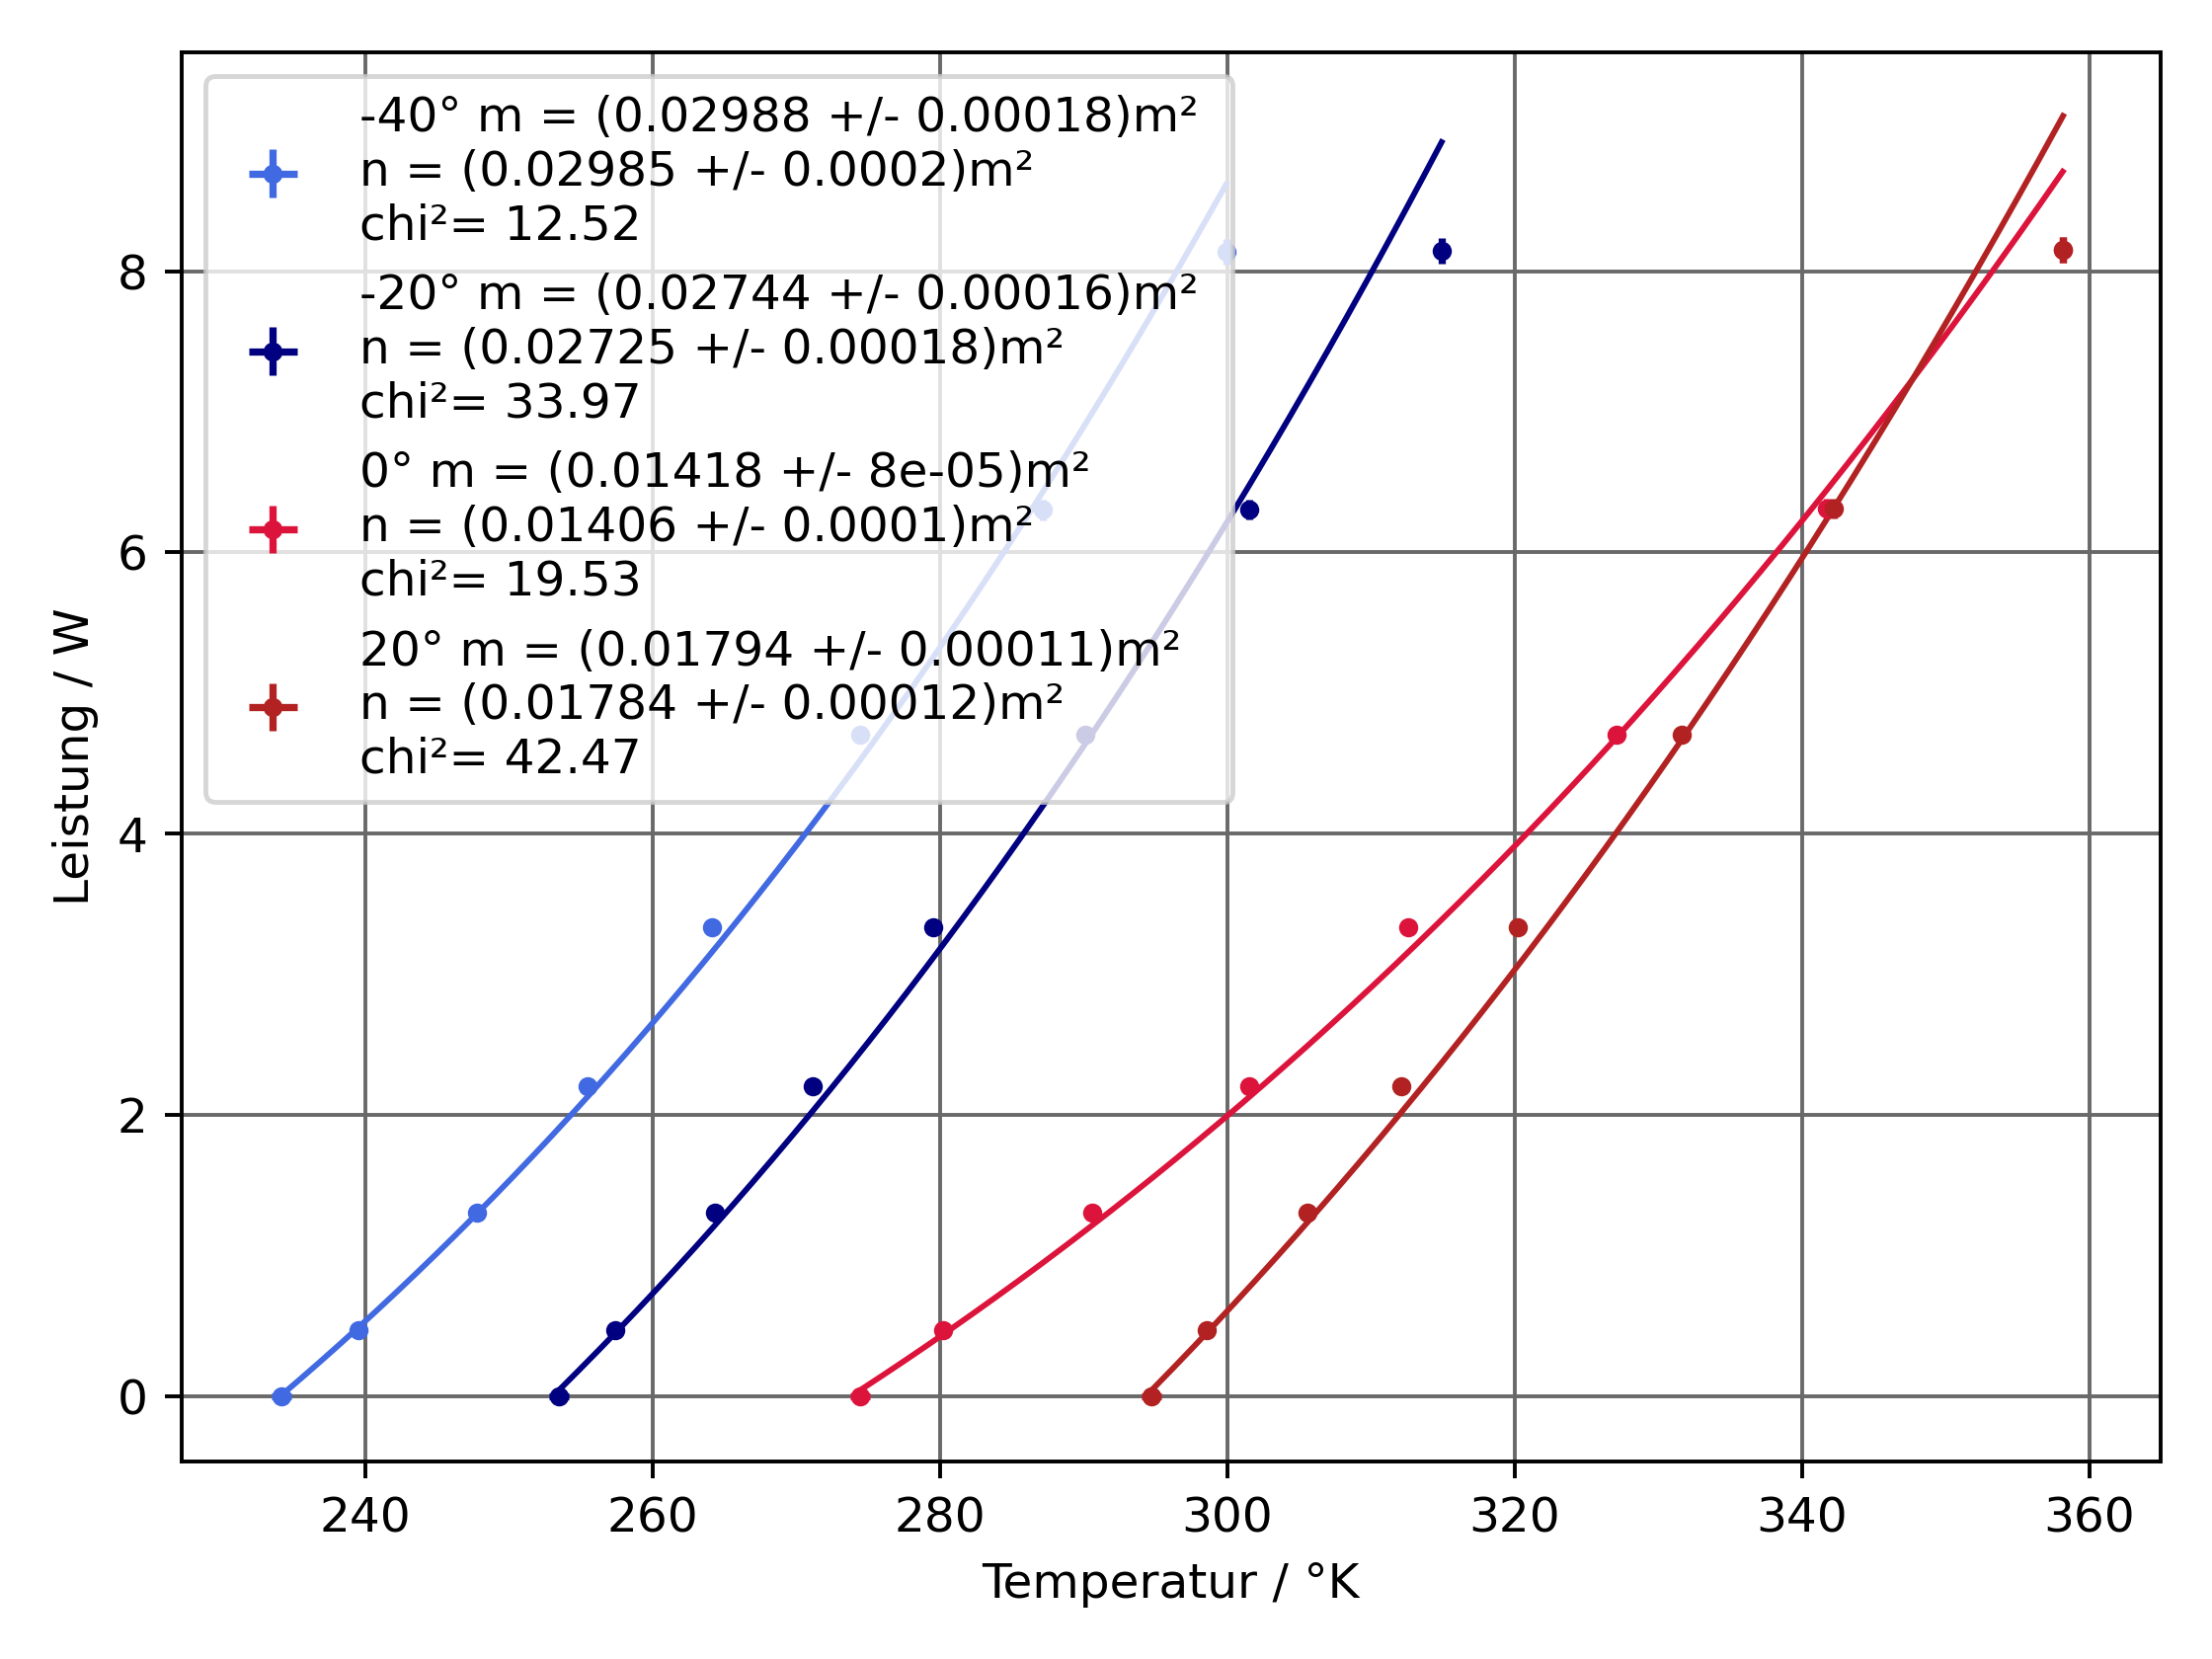 -40° m = (0.02988 +/- 0.00018)m²
n = (0.02985 +/- 0.0002)m²
chi²= 12.52
-20° m = (0.02744 +/- 0.00016)m²
n = (0.02725 +/- 0.00018)m²
chi²= 33.97
0° m = (0.01418 +/- 8e-05)m²
n = (0.01406 +/- 0.0001)m²
chi²= 19.53
20° m = (0.01794 +/- 0.00011)m²
n = (0.01784 +/- 0.00012)m²
chi²= 42.47
8
6
4
2
0
Leistung / W
240 260 280 300 320 340 360
Temperatur / °K